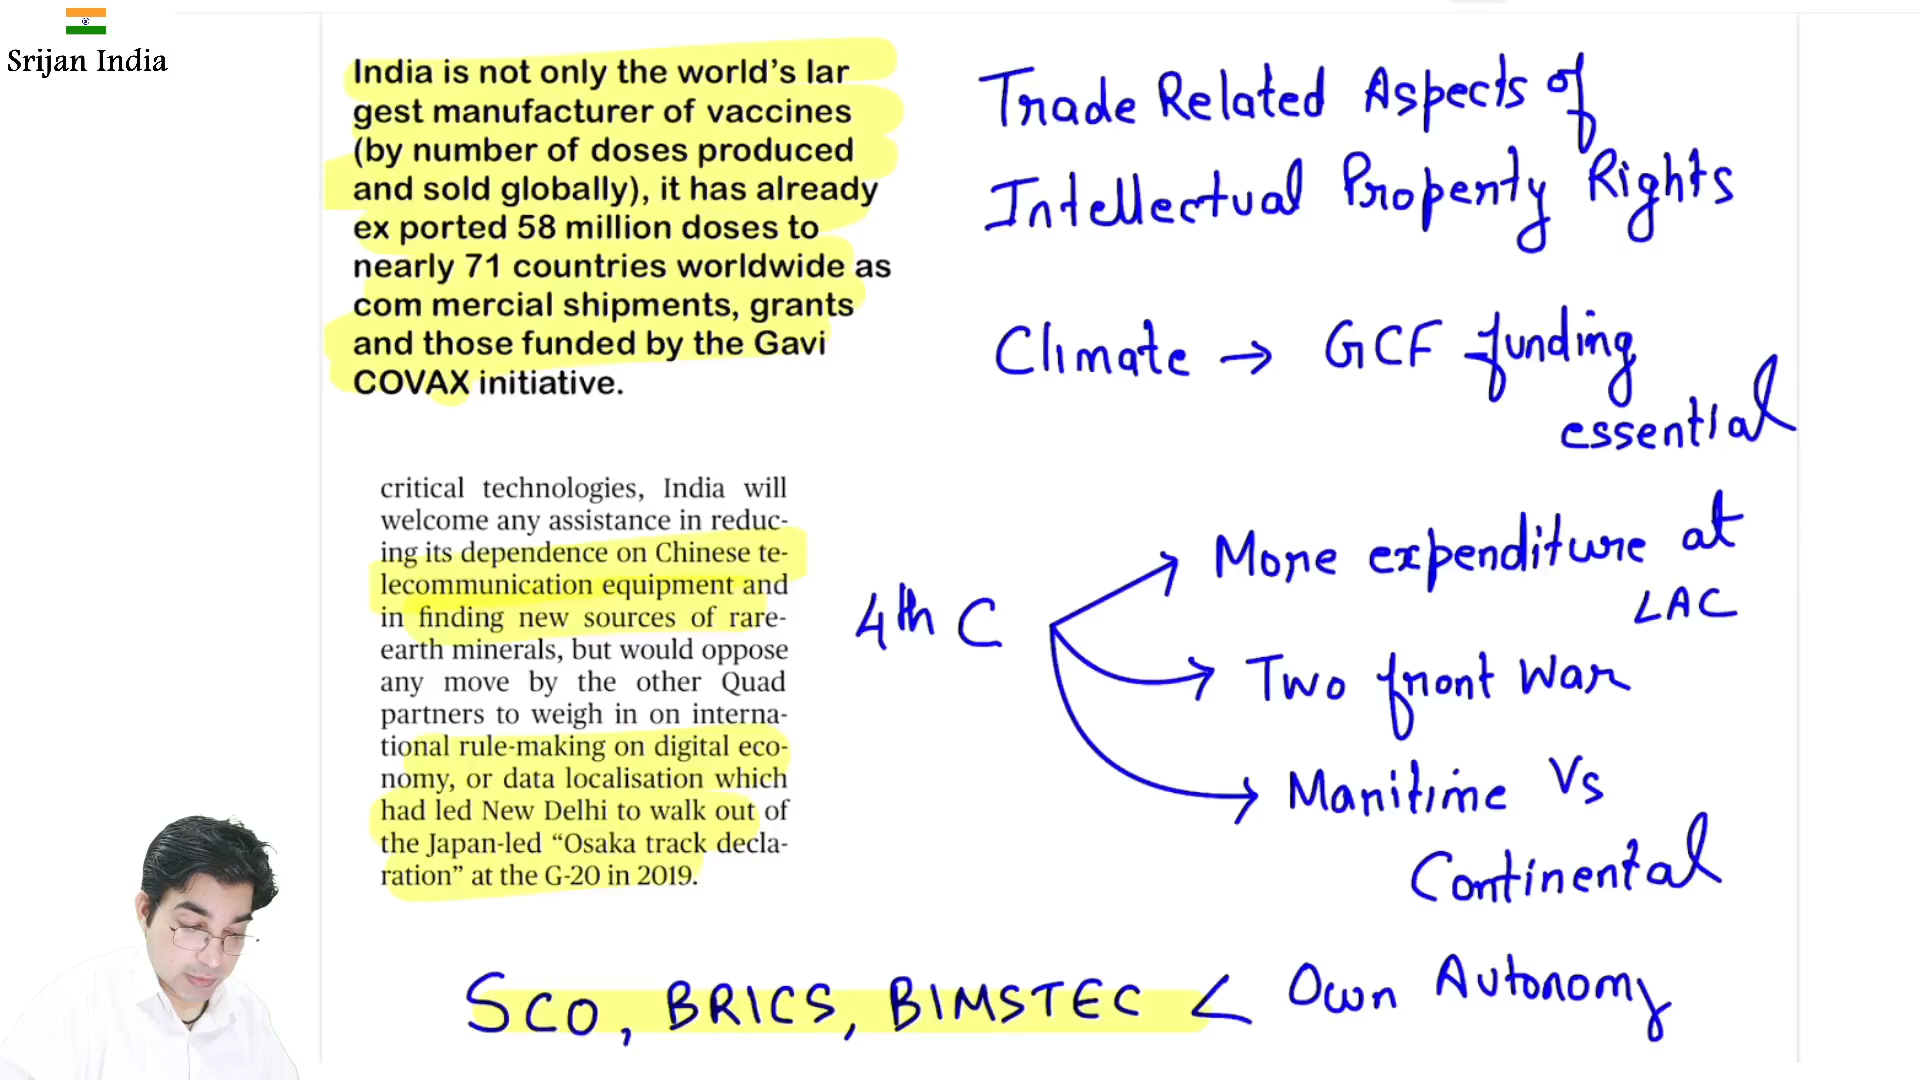 Srijan India
India is not only the world's lar
gest manufacturer of vaccines
(by number of doses produced
and sold globally), it has already
ex ported 58 million doses to
nearly 71 countries worldwide as
com mercial shipments, grants
and those funded by the Gavi
COVAX initiative.
Trade Related Aspects of
Intellectual Property Rights
Climate → GCF funding
essential
critical technologies, India will
welcome any assistance in reduc-
ing its dependence on Chinese te-
lecommunication equipment and
in finding new sources of rare-
earth minerals, but would oppose
any move by the other Quad
partners to weigh in on interna-
tional rule-making on digital eco-
nomy, or data localisation which
had led New Delhi to walk out of
the Japan-led “Osaka track decla-
ration” at the G-20 in 2019.
4th C
More expenditure at
LAC
Two front War
Maritime Vs
Continental
SCO, BRICS, BIMSTEC < Own Autonomy